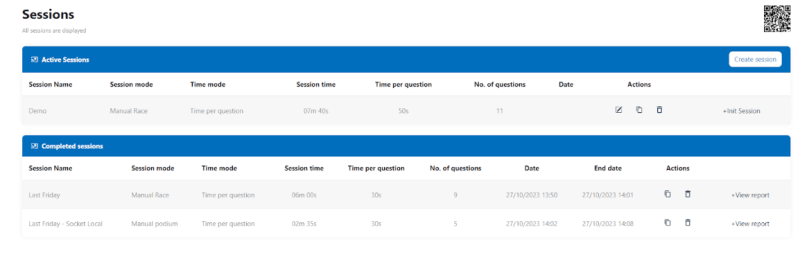 Sessions
All sessions are displayed
Active Sessions Create session
Session Name Session mode Time mode Session time Time per question No. of questions Date Actions
Demo Manual Race Time per question 07m 40s 50s 11 +Init Session
Completed sessions
Session Name Session mode Time mode Session time Time per question No. of questions Date End date Actions
Last Friday Manual Race Time per question 06m 00s 30s 9 27/10/2023 13:50 27/10/2023 14:01 +View report
Last Friday - Socket Local Manual podium Time per question 02m 35s 30s 5 27/10/2023 14:02 27/10/2023 14:08 +View report